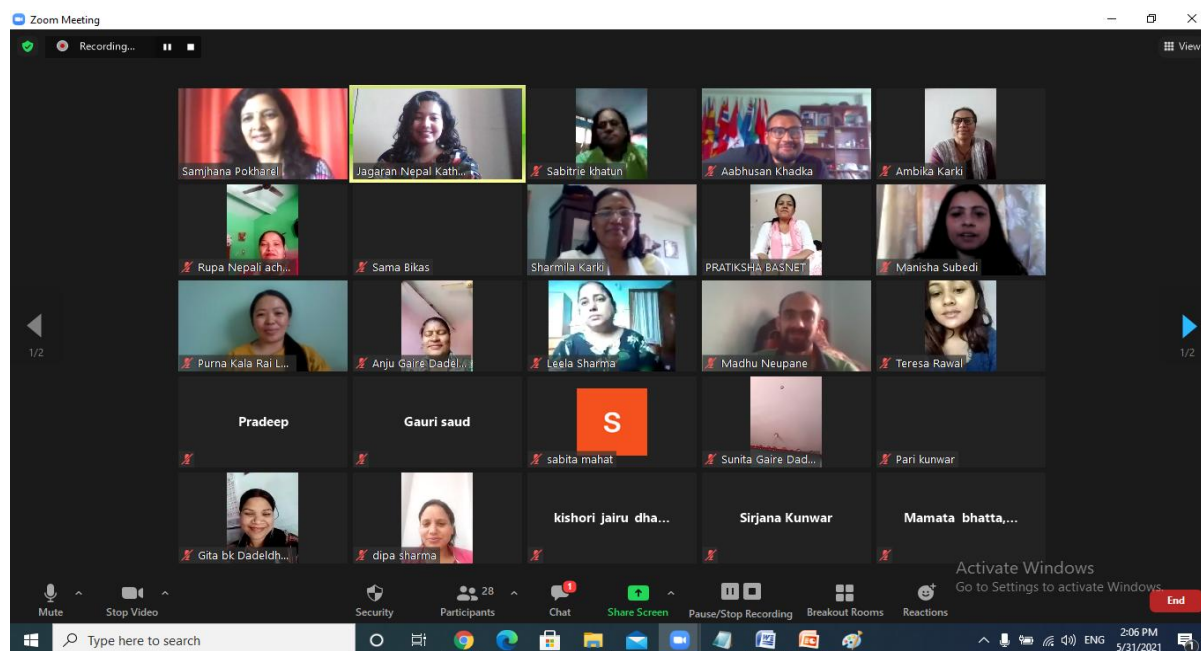 Zoom Meeting
Recording...
View
Samjhana Pokharel
Jagaran Nepal Kath...
Sabitrie khatun
Aabhusan Khadka
Ambika Karki
Rupa Nepali ach...
Sama Bikas
Sharmila Karki
PRATIKSHA BASNET
Manisha Subedi
Purna Kala Rai L...
Anju Gaire Dadel...
Leela Sharma
Madhu Neupane
Teresa Rawal
1/2
1/2
Pradeep
Gauri saud
S
sabita mahat
Sunita Gaire Dad...
Pari kunwar
Gita bk Dadeldh...
dipa sharma
kishori jairu dha...
Sirjana Kunwar
Mamata bhatta,...
Activate Windows
Go to Settings to activate Windows.
Mute
Stop Video
Security
Participants
28
Chat
1
Share Screen
Pause/Stop Recording
Breakout Rooms
Reactions
End
Type here to search
ENG
2:06 PM
5/31/2021